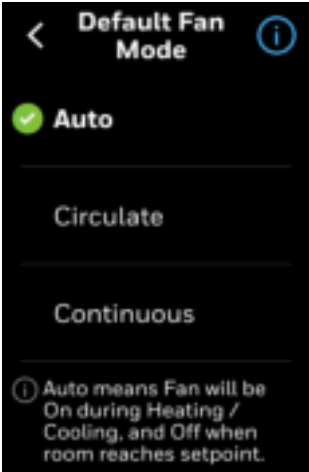 Default Fan
Mode
Auto
Circulate
Continuous
Auto means Fan will be
On during Heating /
Cooling, and Off when
room reaches setpoint.